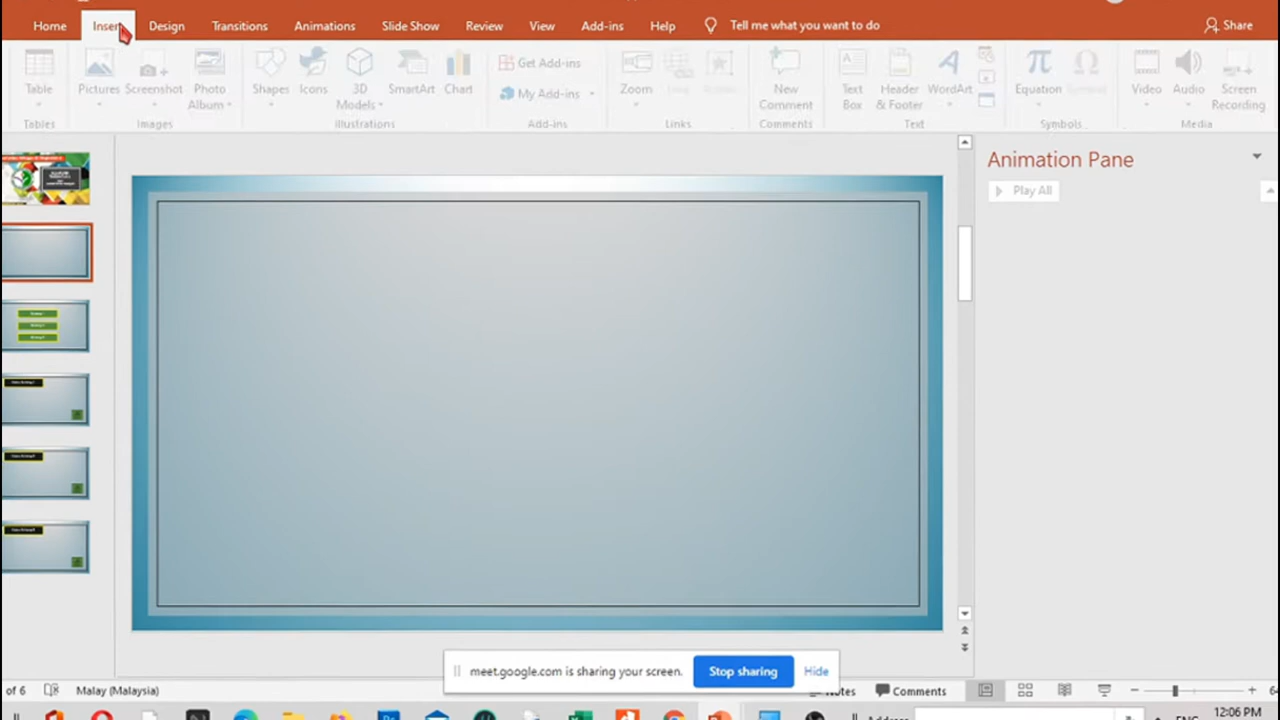 Home Insert Design Transitions Animations Slide Show Review View Add-ins Help Tell me what you want to do Share
Table Pictures Screenshot Photo Album Shapes Icons 3D Models SmartArt Chart Get Add-ins My Add-ins Zoom New Comment Text Box Header & Footer WordArt Equation Video Audio Screen Recording
Tables Images Illustrations Add-ins Links Comments Text Symbols Media
Animation Pane
Play All
meet.google.com is sharing your screen. Stop sharing Hide
of 6 Malay (Malaysia) Notes Comments
12:06 PM